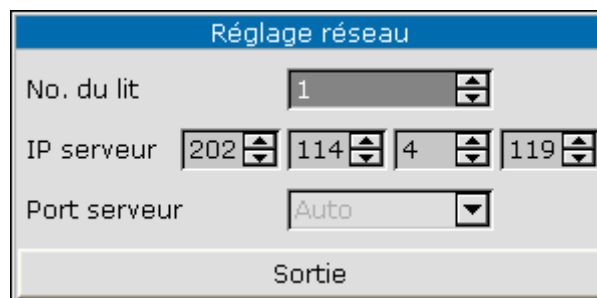 Réglage réseau
No. du lit 1
IP serveur 202 114 4 119
Port serveur Auto
Sortie